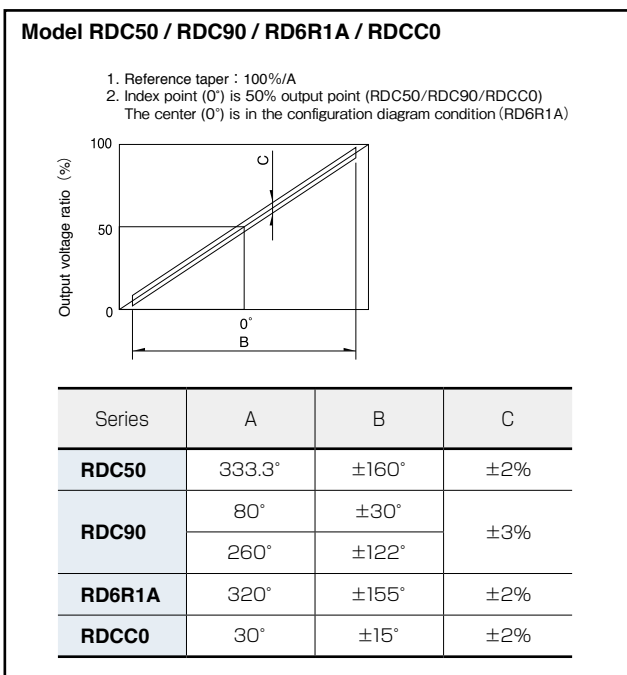 Model RDC50 / RDC90 / RD6R1A / RDCC0
1. Reference taper : 100%/A
2. Index point (0°) is 50% output point (RDC50/RDC90/RDCC0)
The center (0°) is in the configuration diagram condition (RD6R1A)
Output voltage ratio (%)
100
50
0
C
0°
B
Series A B C
RDC50 333.3° ±160° ±2%
RDC90 80° ±30° ±3%
260° ±122°
RD6R1A 320° ±155° ±2%
RDCC0 30° ±15° ±2%